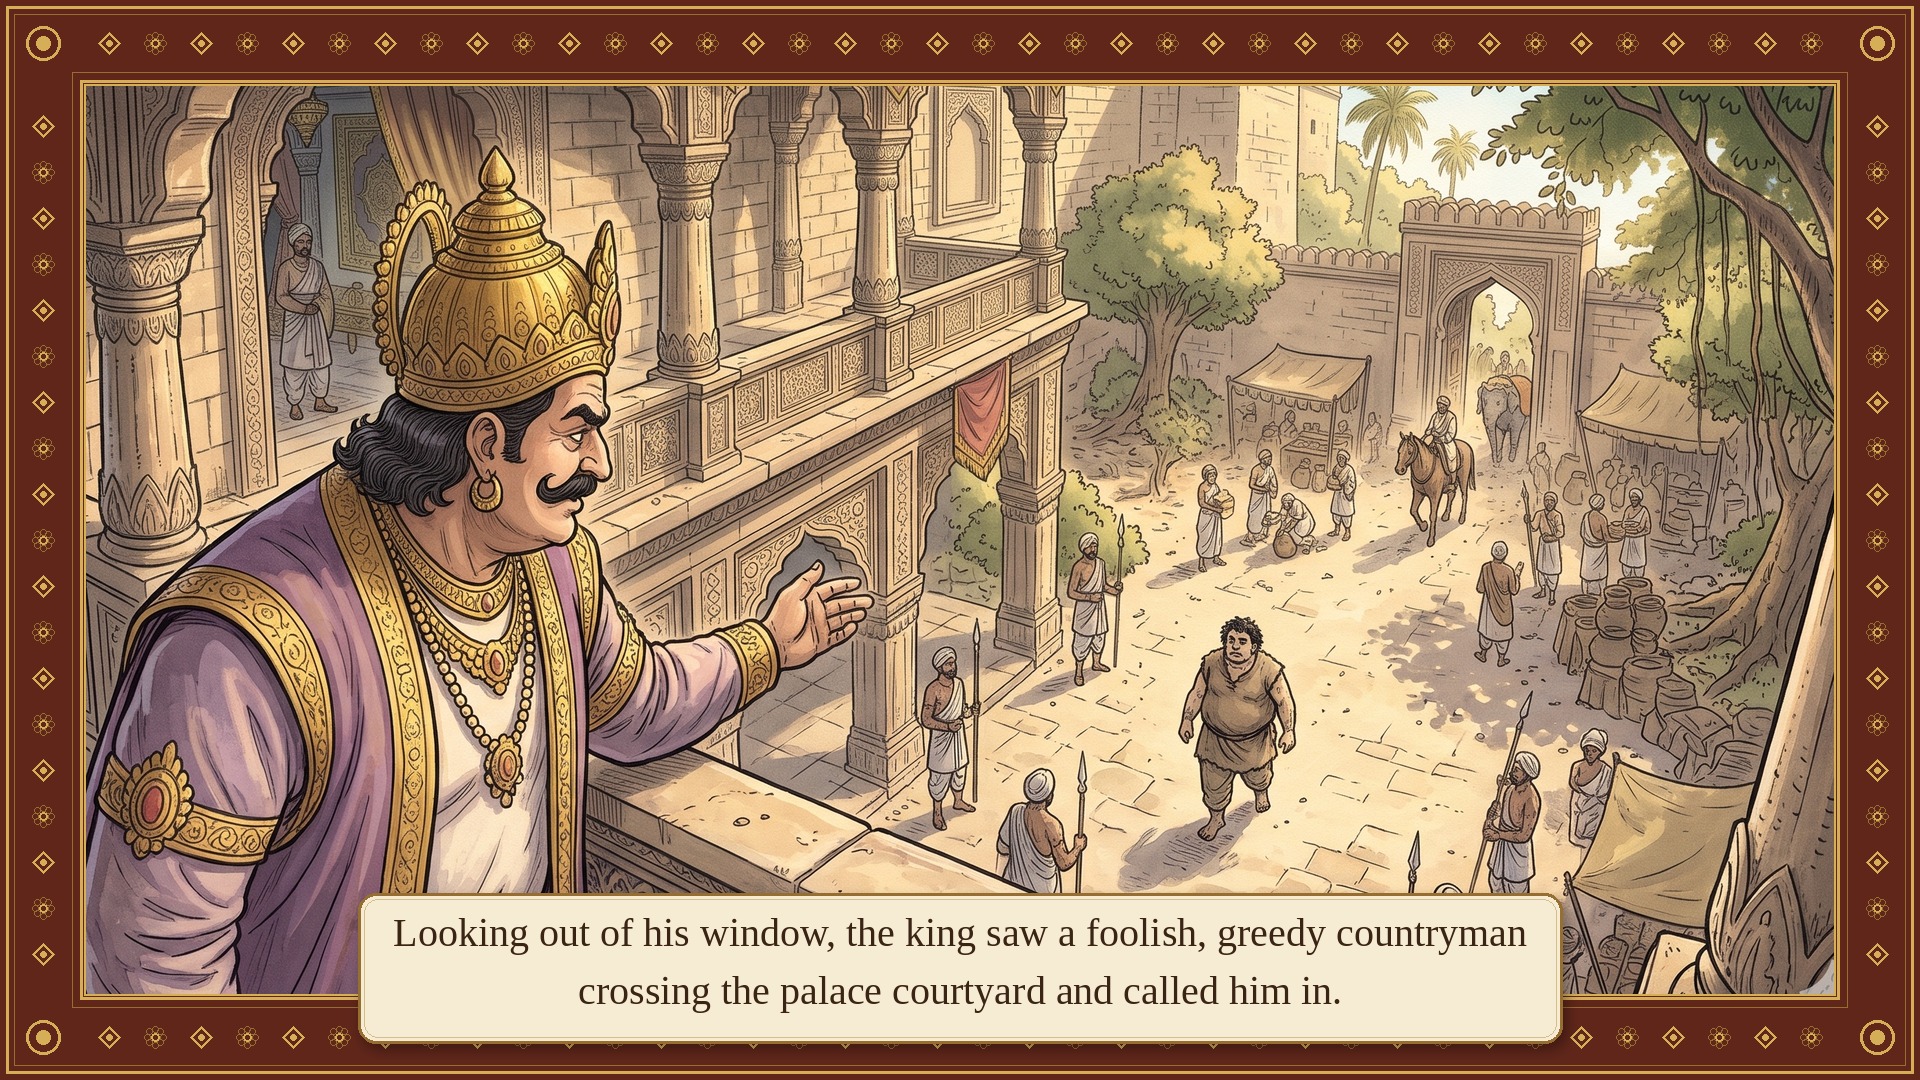 Looking out of his window, the king saw a foolish, greedy countryman
crossing the palace courtyard and called him in.